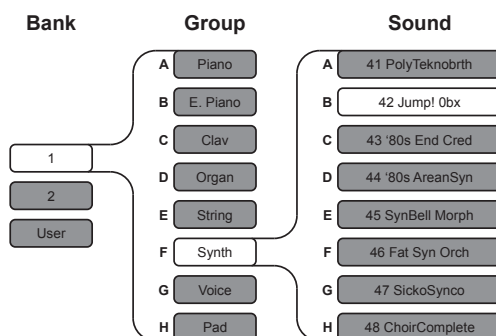 Bank
Group
Sound
1
2
User
A Piano
B E. Piano
C Clav
D Organ
E String
F Synth
G Voice
H Pad
A 41 PolyTeknobrth
B 42 Jump! 0bx
C 43 ‘80s End Cred
D 44 ‘80s AreanSyn
E 45 SynBell Morph
F 46 Fat Syn Orch
G 47 SickoSynco
H 48 ChoirComplete